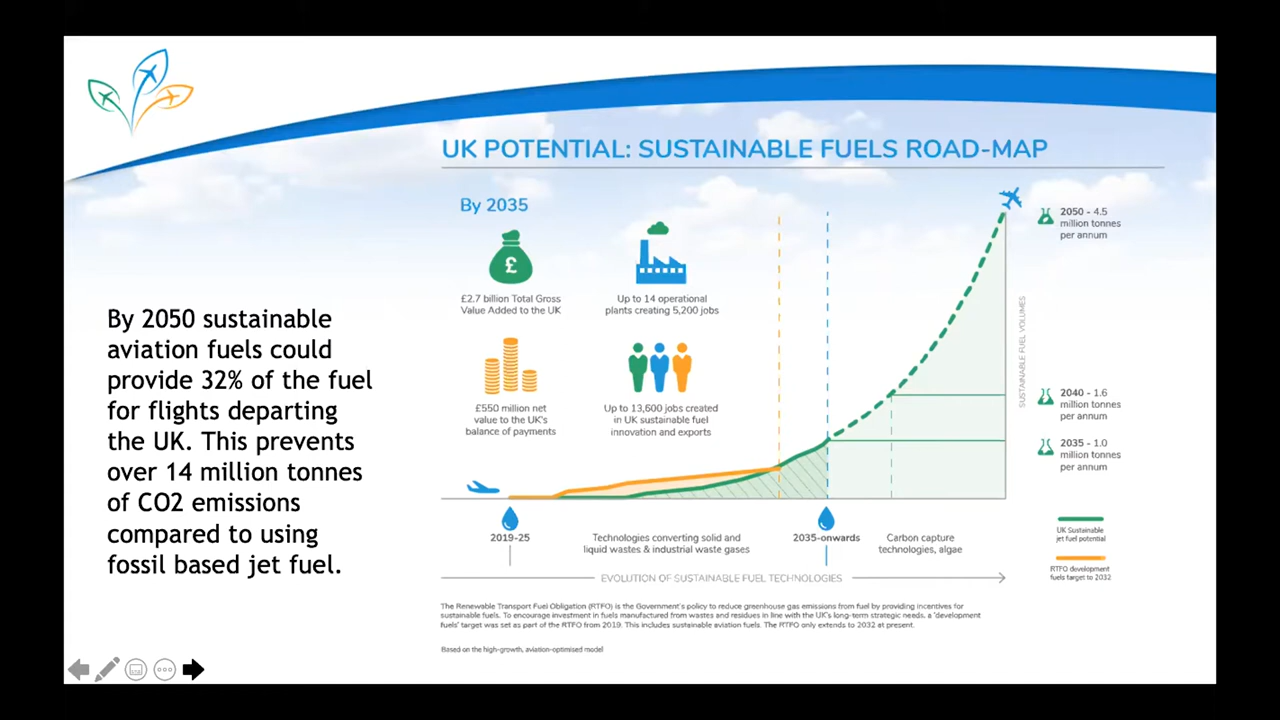 UK POTENTIAL: SUSTAINABLE FUELS ROAD-MAP
By 2050 sustainable
aviation fuels could
provide 32% of the fuel
for flights departing
the UK. This prevents
over 14 million tonnes
of CO2 emissions
compared to using
fossil based jet fuel.
By 2035
£
£2.7 billion Total Gross
Value Added to the UK
Up to 14 operational
plants creating 5,200 jobs
£550 million net
value to the UK's
balance of payments
Up to 13,600 jobs created
in UK sustainable fuel
innovation and exports
2050 - 4.5
million tonnes
per annum
SUSTAINABLE FUEL VOLUMES
2040 - 1.6
million tonnes
per annum
2035 - 1.0
million tonnes
per annum
2019-25
Technologies converting solid and
liquid wastes & industrial waste gases
2035-onwards
Carbon capture
technologies, algae
UK Sustainable
jet fuel potential
RTFO development
fuels target to 2032
EVOLUTION OF SUSTAINABLE FUEL TECHNOLOGIES
The Renewable Transport Fuel Obligation (RTFO) is the Government's policy to reduce greenhouse gas emissions from fuel by providing incentives for
sustainable fuels. To encourage investment in fuels manufactured from wastes and residues in line with the UK's long-term strategic needs, a 'development
fuels' target was set as part of the RTFO from 2019. This includes sustainable aviation fuels. The RTFO only extends to 2032 at present.
Based on the high-growth, aviation-optimised model